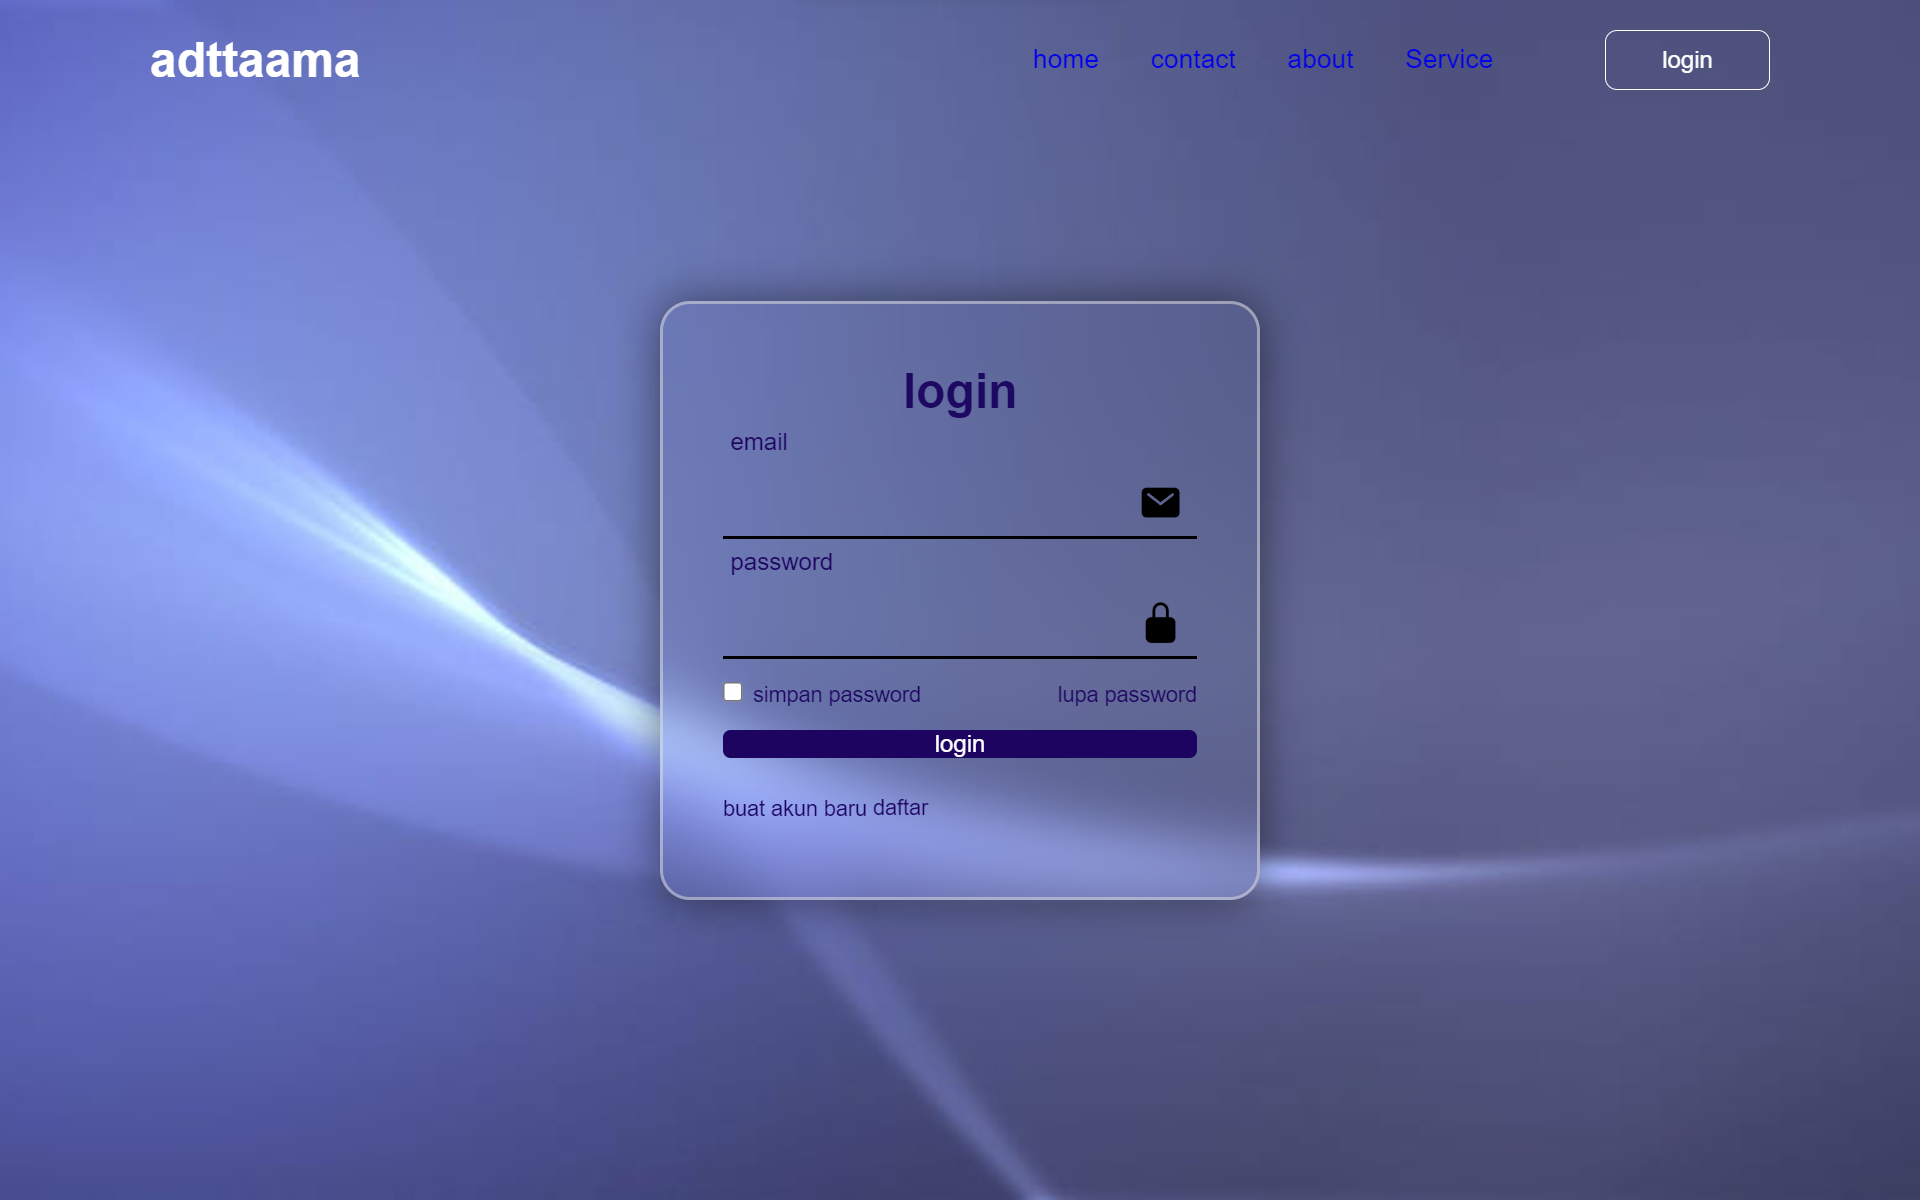 adttaama home contact about Service login
login
email
password
simpan password lupa password
login
buat akun baru daftar